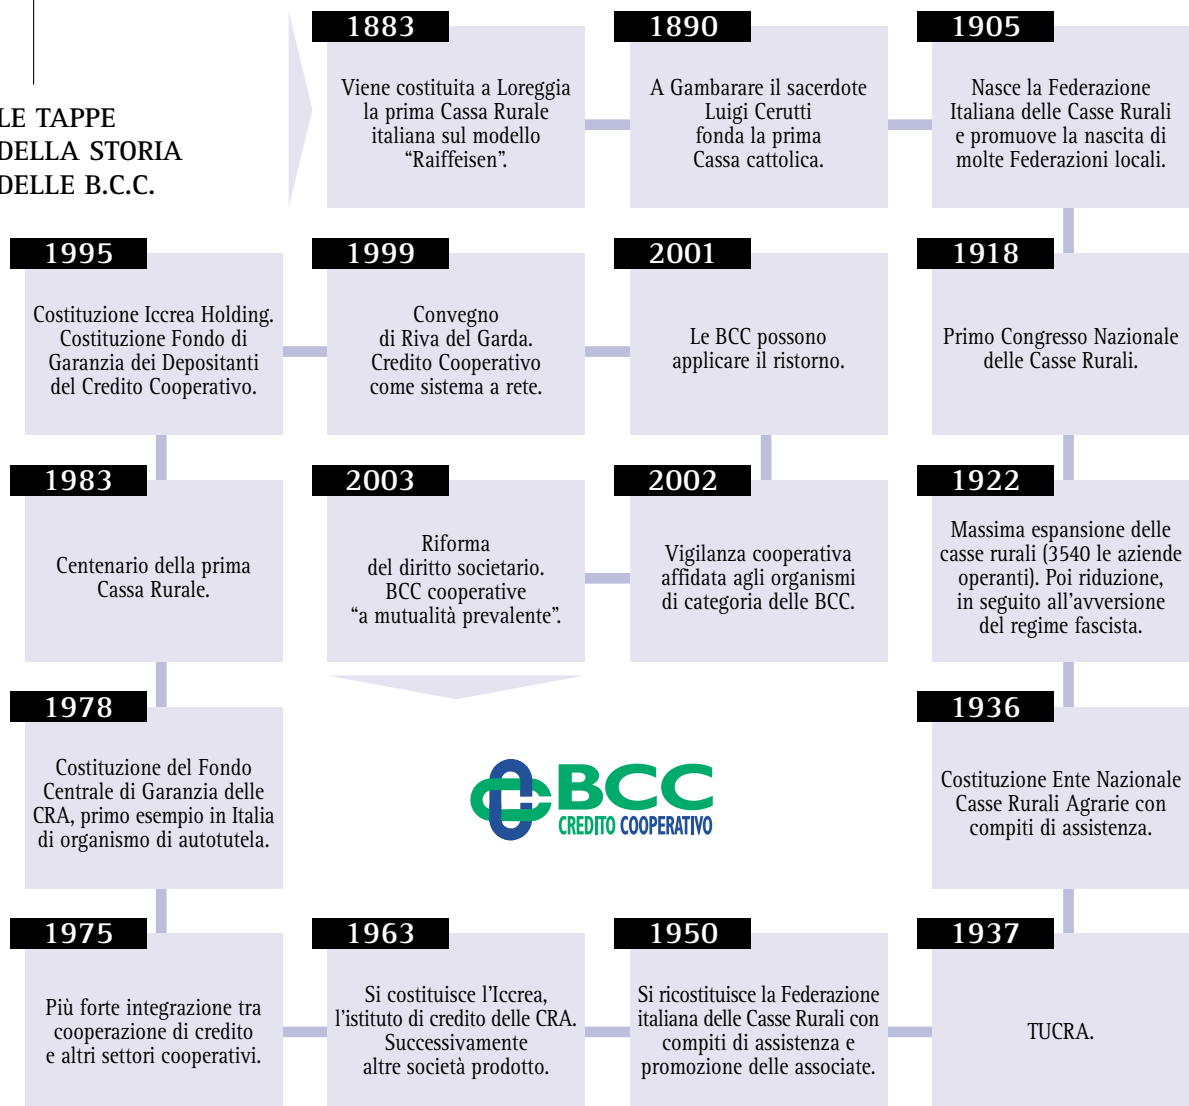 LE TAPPE
DELLA STORIA
DELLE B.C.C.
1883
Viene costituita a Loreggia
la prima Cassa Rurale
italiana sul modello
“Raiffeisen”.
1890
A Gambarare il sacerdote
Luigi Cerutti
fonda la prima
Cassa cattolica.
1905
Nasce la Federazione
Italiana delle Casse Rurali
e promuove la nascita di
molte Federazioni locali.
1918
Primo Congresso Nazionale
delle Casse Rurali.
1922
Massima espansione delle
casse rurali (3540 le aziende
operanti). Poi riduzione,
in seguito all'avversione
del regime fascista.
1936
Costituzione Ente Nazionale
Casse Rurali Agrarie con
compiti di assistenza.
1937
TUCRA.
1950
Si ricostituisce la Federazione
italiana delle Casse Rurali con
compiti di assistenza e
promozione delle associate.
1963
Si costituisce l'Iccrea,
l'istituto di credito delle CRA.
Successivamente
altre società prodotto.
1975
Più forte integrazione tra
cooperazione di credito
e altri settori cooperativi.
1978
Costituzione del Fondo
Centrale di Garanzia delle
CRA, primo esempio in Italia
di organismo di autotutela.
1983
Centenario della prima
Cassa Rurale.
1995
Costituzione Iccrea Holding.
Costituzione Fondo di
Garanzia dei Depositanti
del Credito Cooperativo.
1999
Convegno
di Riva del Garda.
Credito Cooperativo
come sistema a rete.
2001
Le BCC possono
applicare il ristorno.
2002
Vigilanza cooperativa
affidata agli organismi
di categoria delle BCC.
2003
Riforma
del diritto societario.
BCC cooperative
“a mutualità prevalente”.
BCC
CREDITO COOPERATIVO